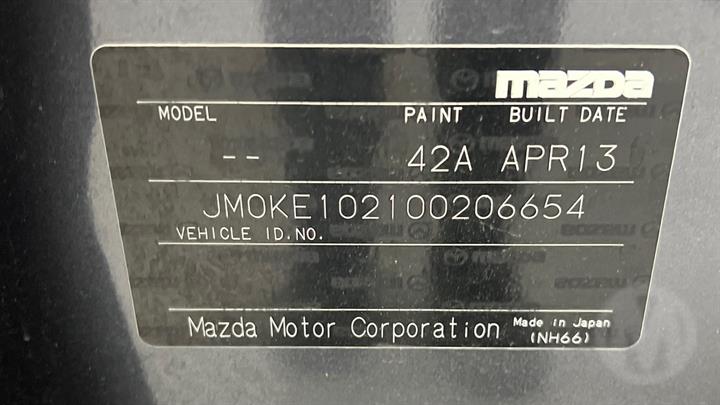 mazda
MODEL PAINT BUILT DATE
-- 42A APR13
JM0KE102100206654
VEHICLE ID.NO.
Mazda Motor Corporation Made in Japan
(NH66)